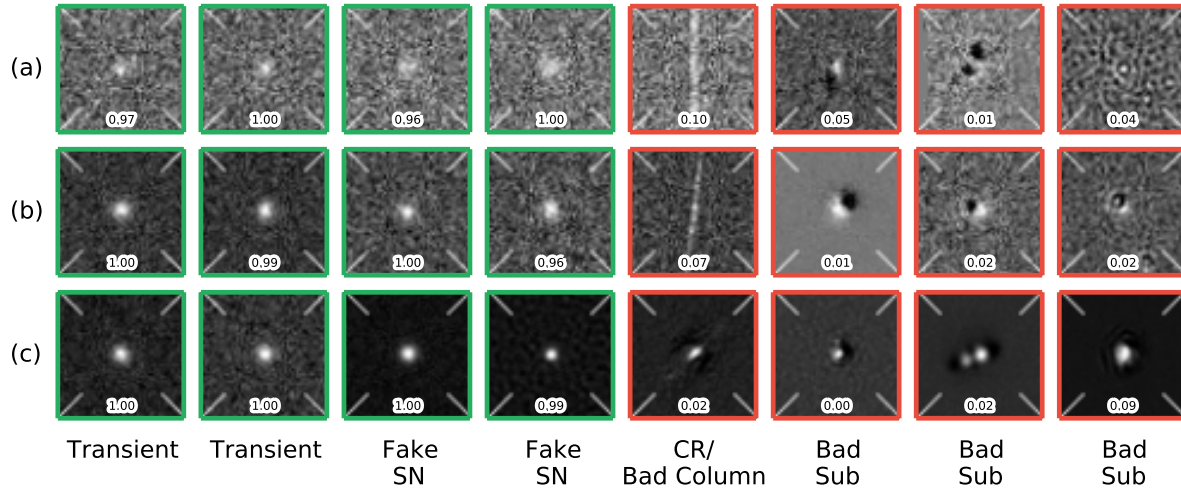 (a)
0.97 1.00 0.96 1.00 0.10 0.05 0.01 0.04
(b)
1.00 0.99 1.00 0.96 0.07 0.01 0.02 0.02
(c)
1.00 1.00 1.00 0.99 0.02 0.00 0.02 0.09
Transient Transient Fake Fake CR/ Bad Bad Bad
SN SN Bad Column Sub Sub Sub